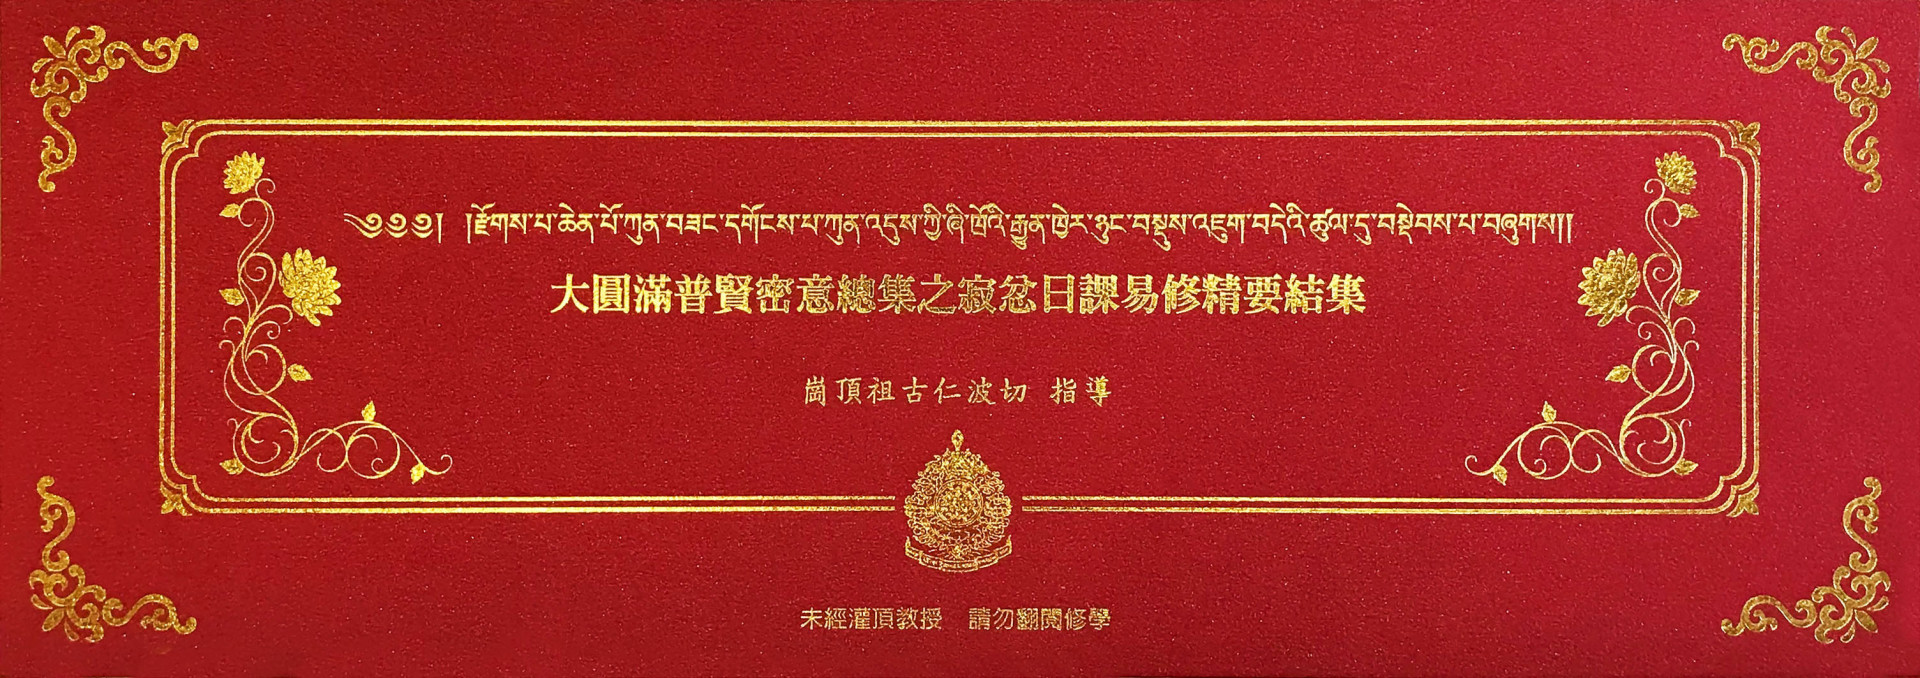 ༄༅༅། །རྫོགས་པ་ཆེན་པོ་ཀུན་བཟང་དགོངས་པ་ཀུན་འདུས་ཀྱི་ཞི་ཁྲོའི་རྒྱུན་ཁྱེར་ཉུང་བསྡུས་འཇུག་བདེའི་ཚུལ་དུ་བསྡེབས་པ་བཞུགས།།
大圓滿普賢密意總集之寂忿日課易修精要結集
崗頂祖古仁波切 指導
未經灌頂教授 請勿翻閱修學